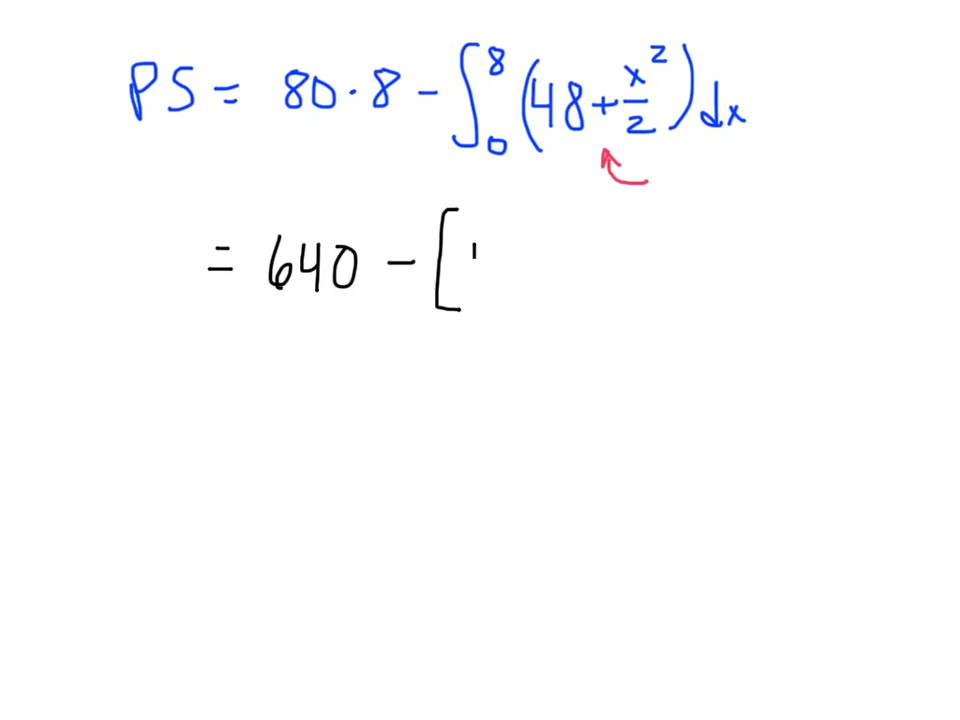 PS = 80 · 8 - ∫₀⁸ (48 + x²/2) dx
= 640 - [